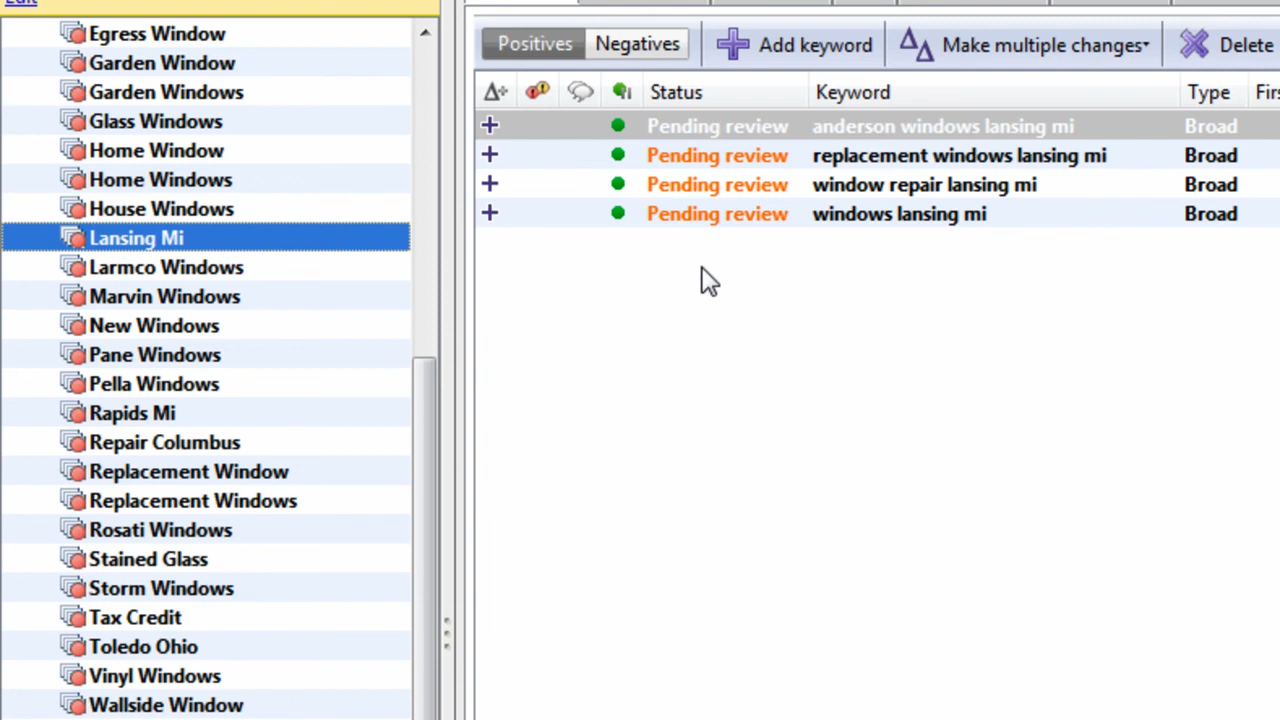 Edit
Egress Window
Garden Window
Garden Windows
Glass Windows
Home Window
Home Windows
House Windows
Lansing Mi
Larmco Windows
Marvin Windows
New Windows
Pane Windows
Pella Windows
Rapids Mi
Repair Columbus
Replacement Window
Replacement Windows
Rosati Windows
Stained Glass
Storm Windows
Tax Credit
Toledo Ohio
Vinyl Windows
Wallside Window
Positives Negatives Add keyword Make multiple changes Delete
Status Keyword Type
Pending review anderson windows lansing mi Broad
Pending review replacement windows lansing mi Broad
Pending review window repair lansing mi Broad
Pending review windows lansing mi Broad